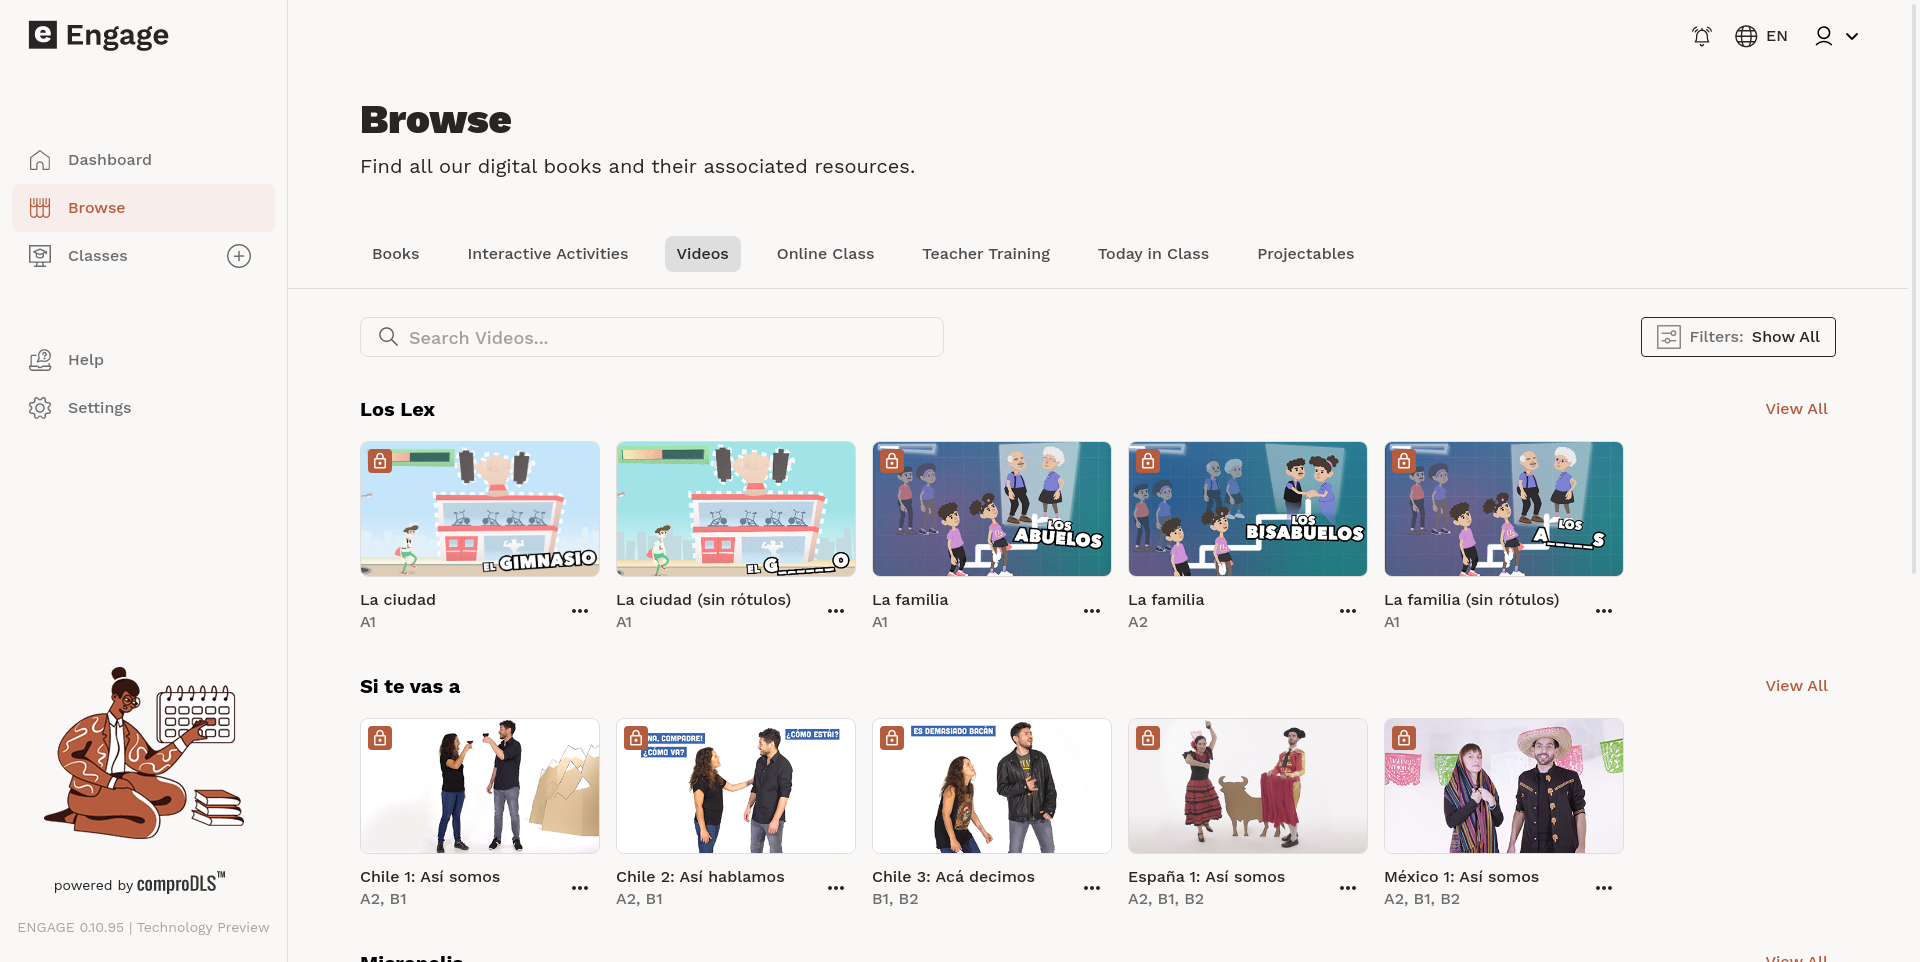 e Engage
EN
Dashboard
Browse
Classes
Help
Settings
powered by comproDLS™
ENGAGE 0.10.95 | Technology Preview
Browse
Find all our digital books and their associated resources.
Books
Interactive Activities
Videos
Online Class
Teacher Training
Today in Class
Projectables
Search Videos...
Filters: Show All
Los Lex
View All
EL GIMNASIO
La ciudad
A1
EL G_____O
La ciudad (sin rótulos)
A1
LOS
ABUELOS
La familia
A1
LOS
BISABUELOS
La familia
A2
LOS
A_____S
La familia (sin rótulos)
A1
Si te vas a
View All
Chile 1: Así somos
A2, B1
COMPADRE!
¿CÓMO VA?
¿CÓMO ESTÁI?
Chile 2: Así hablamos
A2, B1
ES DEMASIADO BACÁN
Chile 3: Acá decimos
B1, B2
España 1: Así somos
A2, B1, B2
México 1: Así somos
A2, B1, B2
Micropolis
View All